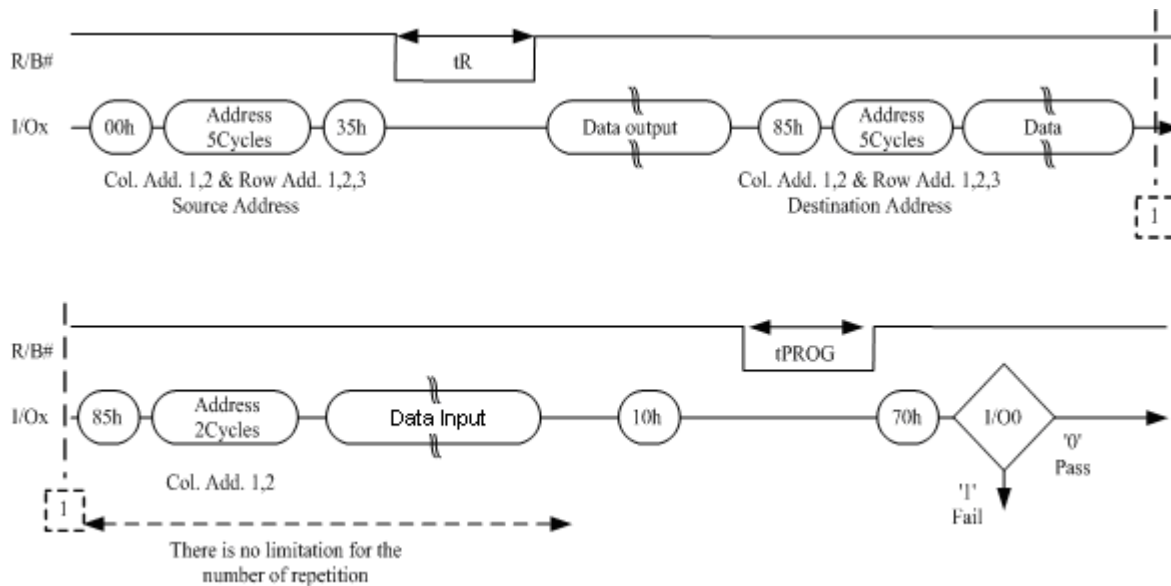 R/B#
tR
I/Ox
00h
Address
5Cycles
35h
Data output
85h
Address
5Cycles
Data
Col. Add. 1,2 & Row Add. 1,2,3
Source Address
Col. Add. 1,2 & Row Add. 1,2,3
Destination Address
1
R/B#
tPROG
I/Ox
85h
Address
2Cycles
Data Input
10h
70h
I/O0
'0'
Pass
'1'
Fail
Col. Add. 1,2
1
There is no limitation for the
number of repetition